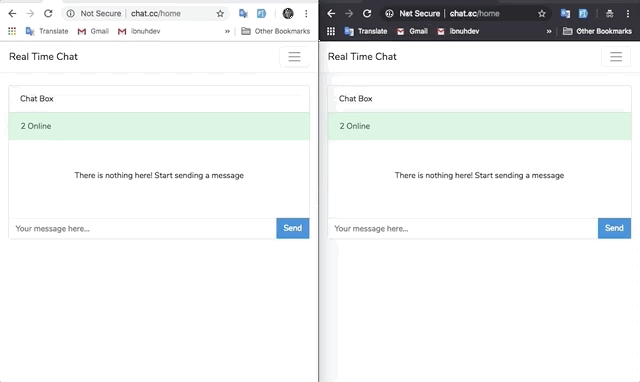 Not Secure | chat.cc/home
Translate Gmail ibnuhdev » Other Bookmarks
Real Time Chat
Chat Box
2 Online
There is nothing here! Start sending a message
Your message here... Send
Not Secure | chat.cc/home
Translate Gmail ibnuhdev » Other Bookmarks
Real Time Chat
Chat Box
2 Online
There is nothing here! Start sending a message
Your message here... Send